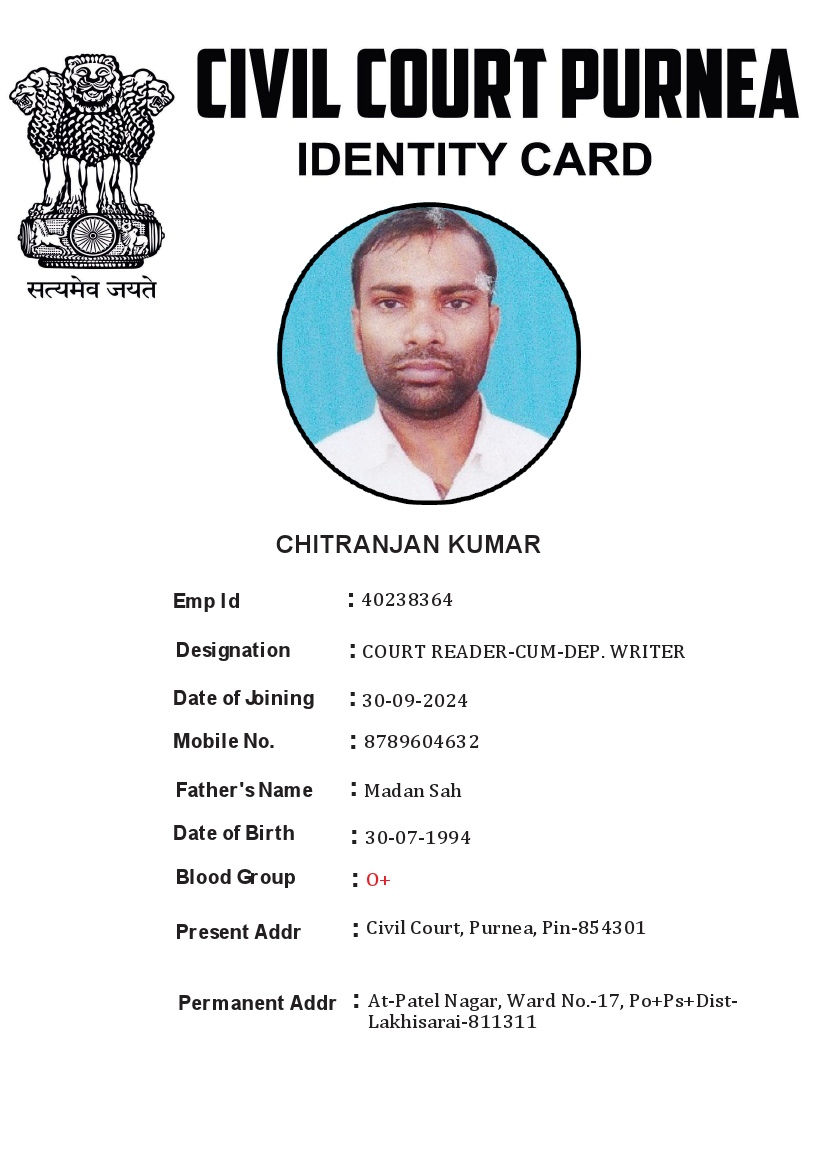 CIVIL COURT PURNEA
IDENTITY CARD
सत्यमेव जयते
CHITRANJAN KUMAR
Emp Id : 40238364
Designation : COURT READER-CUM-DEP. WRITER
Date of Joining : 30-09-2024
Mobile No. : 8789604632
Father's Name : Madan Sah
Date of Birth : 30-07-1994
Blood Group : O+
Present Addr : Civil Court, Purnea, Pin-854301
Permanent Addr : At-Patel Nagar, Ward No.-17, Po+Ps+Dist-
Lakhisarai-811311